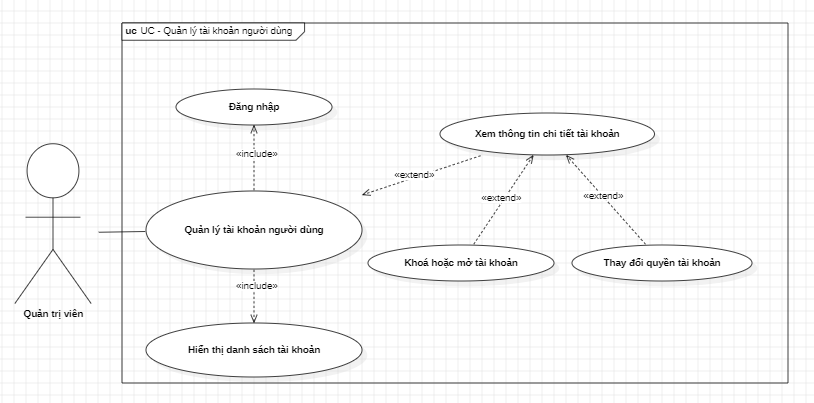 uc UC - Quản lý tài khoản người dùng
Đăng nhập
Xem thông tin chi tiết tài khoản
«include»
«extend»
«extend»
«extend»
Quản lý tài khoản người dùng
Khoá hoặc mở tài khoản
Thay đổi quyền tài khoản
«include»
Quản trị viên
Hiển thị danh sách tài khoản